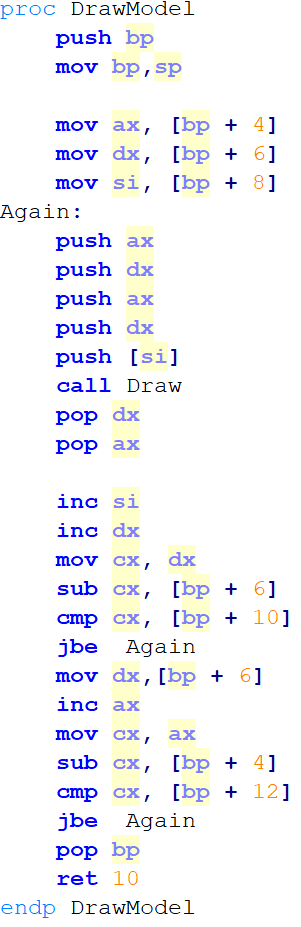 proc DrawModel
push bp
mov bp,sp
mov ax, [bp + 4]
mov dx, [bp + 6]
mov si, [bp + 8]
Again:
push ax
push dx
push ax
push dx
push [si]
call Draw
pop dx
pop ax
inc si
inc dx
mov cx, dx
sub cx, [bp + 6]
cmp cx, [bp + 10]
jbe  Again
mov dx,[bp + 6]
inc ax
mov cx, ax
sub cx, [bp + 4]
cmp cx, [bp + 12]
jbe  Again
pop bp
ret 10
endp DrawModel